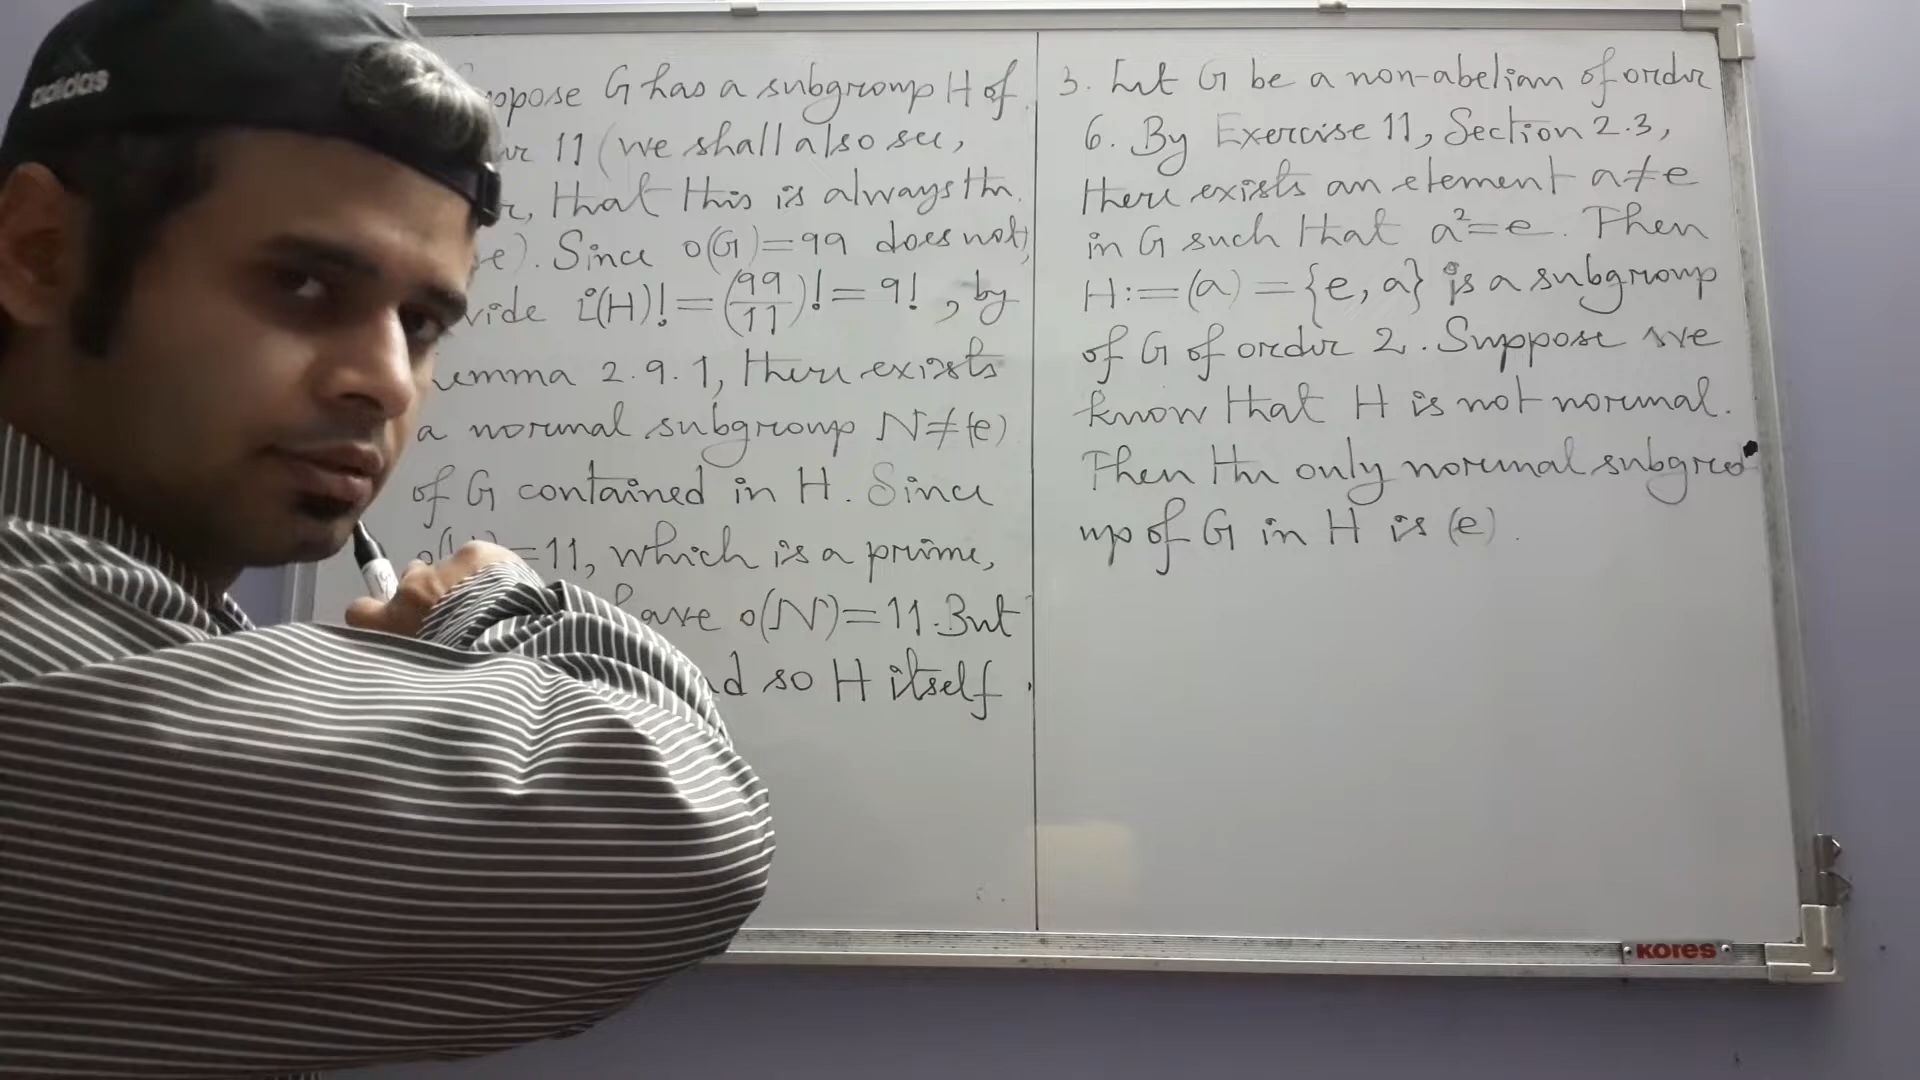 adidas
Suppose G has a subgroup H of
11 (we shall also see,
that this is always the
). Since o(G)=99 does not
vide i(H)! = (99/11)! = 9!, by
Lemma 2.9.1, there exists
a normal subgroup N≠(e)
of G contained in H. Since
=11, which is a prime,
have o(N)=11. But
so H itself.
3. Let G be a non-abelian of order
6. By Exercise 11, Section 2.3,
there exists an element a≠e
in G such that a²=e. Then
H:=(a)={e, a} is a subgroup
of G of order 2. Suppose we
know that H is not normal.
Then the only normal subgro
up of G in H is (e).
KORES